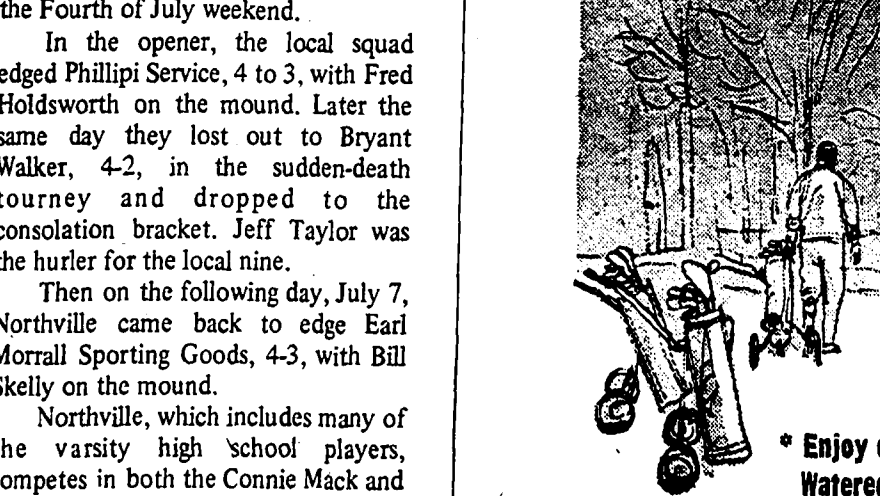 the Fourth of July weekend.
In the opener, the local squad
edged Phillipi Service, 4 to 3, with Fred
Holdsworth on the mound. Later the
same day they lost out to Bryant
Walker, 4-2, in the sudden-death
tourney and dropped to the
consolation bracket. Jeff Taylor was
the hurler for the local nine.
Then on the following day, July 7,
Northville came back to edge Earl
Morrall Sporting Goods, 4-3, with Bill
Skelly on the mound.
Northville, which includes many of
he varsity high school players,
ompetes in both the Connie Mack and
* Enjoy
Watered